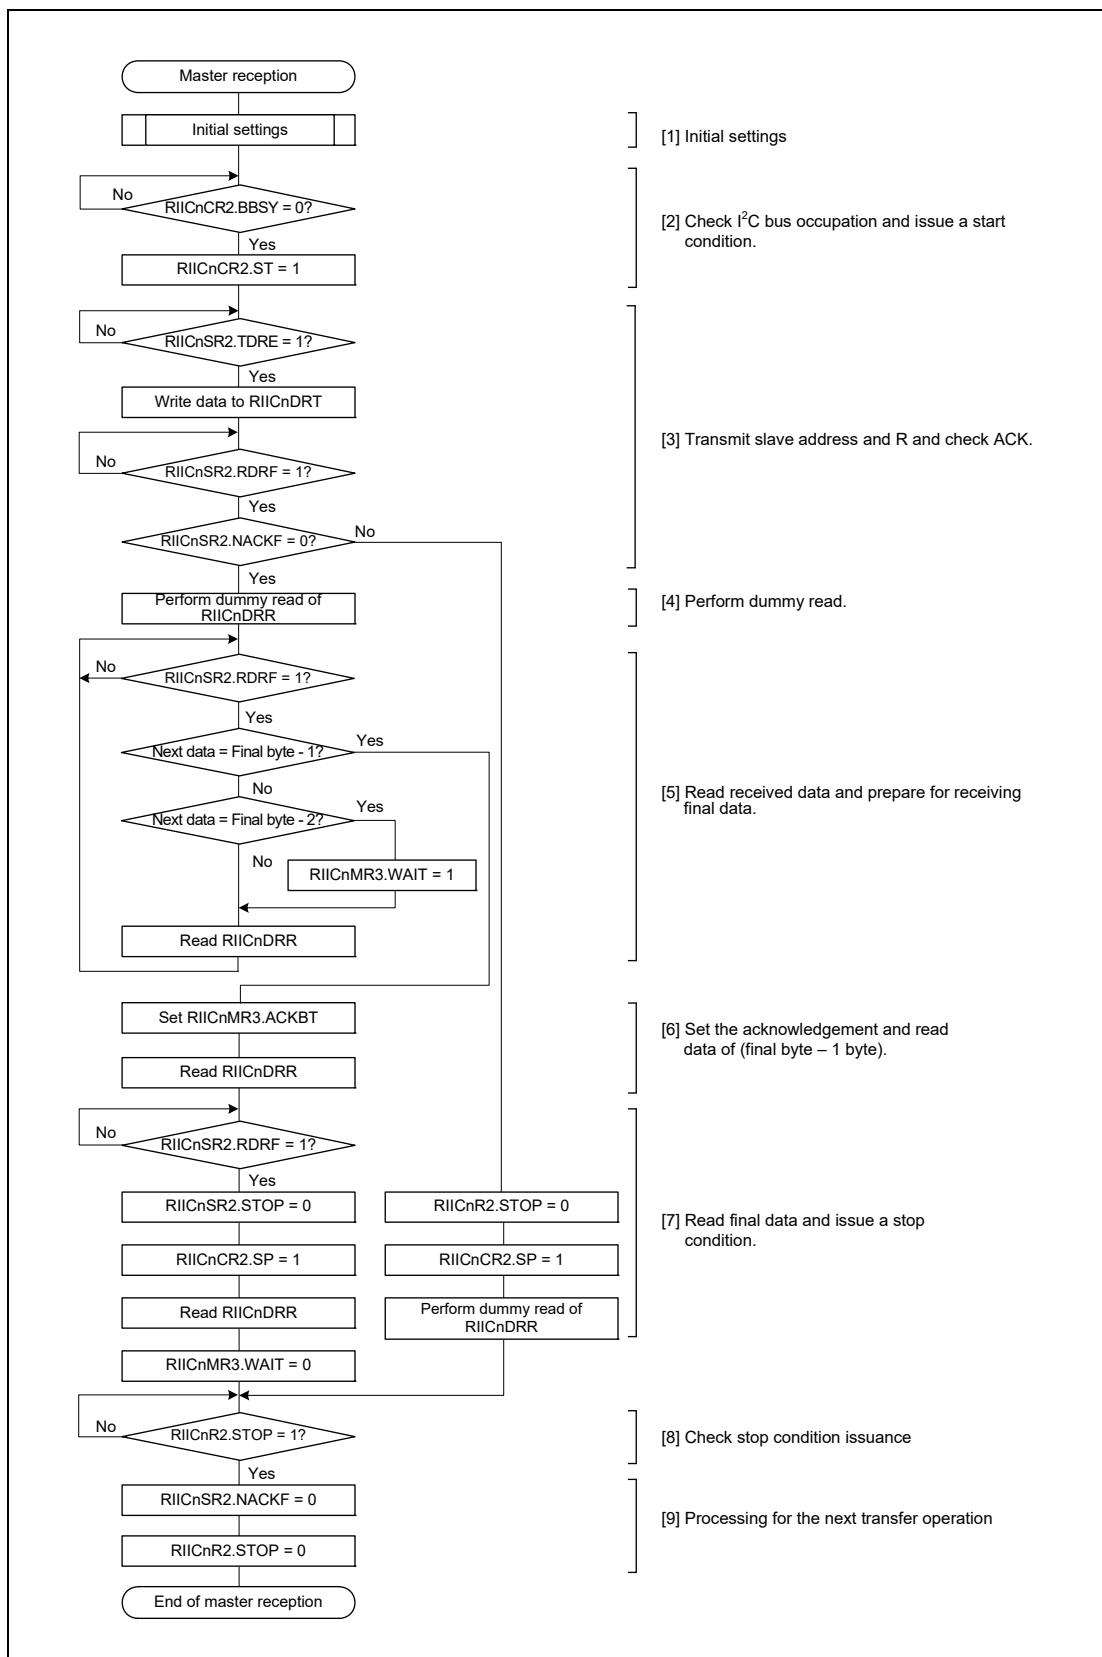 Master reception
Initial settings
[1] Initial settings
No
RIICnCR2.BBSY = 0?
Yes
RIICnCR2.ST = 1
[2] Check I²C bus occupation and issue a start
condition.
No
RIICnSR2.TDRE = 1?
Yes
Write data to RIICnDRT
No
RIICnSR2.RDRF = 1?
Yes
RIICnSR2.NACKF = 0?
No
Yes
[3] Transmit slave address and R and check ACK.
Perform dummy read of
RIICnDRR
[4] Perform dummy read.
No
RIICnSR2.RDRF = 1?
Yes
Next data = Final byte - 1?
Yes
No
Next data = Final byte - 2?
Yes
No
RIICnMR3.WAIT = 1
Read RIICnDRR
[5] Read received data and prepare for receiving
final data.
Set RIICnMR3.ACKBT
Read RIICnDRR
[6] Set the acknowledgement and read
data of (final byte – 1 byte).
No
RIICnSR2.RDRF = 1?
Yes
RIICnSR2.STOP = 0
RIICnCR2.SP = 1
Read RIICnDRR
RIICnMR3.WAIT = 0
RIICnR2.STOP = 0
RIICnCR2.SP = 1
Perform dummy read of
RIICnDRR
[7] Read final data and issue a stop
condition.
No
RIICnR2.STOP = 1?
Yes
[8] Check stop condition issuance
RIICnSR2.NACKF = 0
RIICnR2.STOP = 0
[9] Processing for the next transfer operation
End of master reception